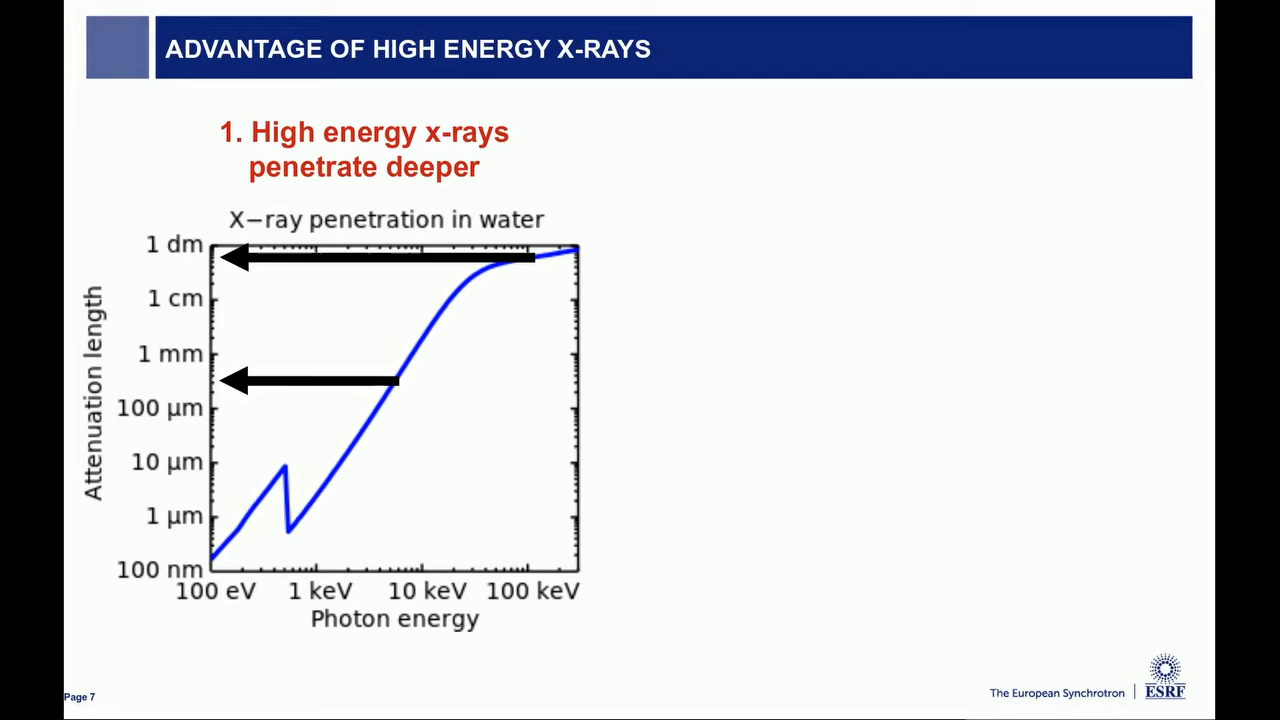 ADVANTAGE OF HIGH ENERGY X-RAYS
1. High energy x-rays
penetrate deeper
X−ray penetration in water
1 dm
1 cm
1 mm
100 µm
10 µm
1 µm
100 nm
Attenuation length
100 eV 1 keV 10 keV 100 keV
Photon energy
Page 7
The European Synchrotron
ESRF